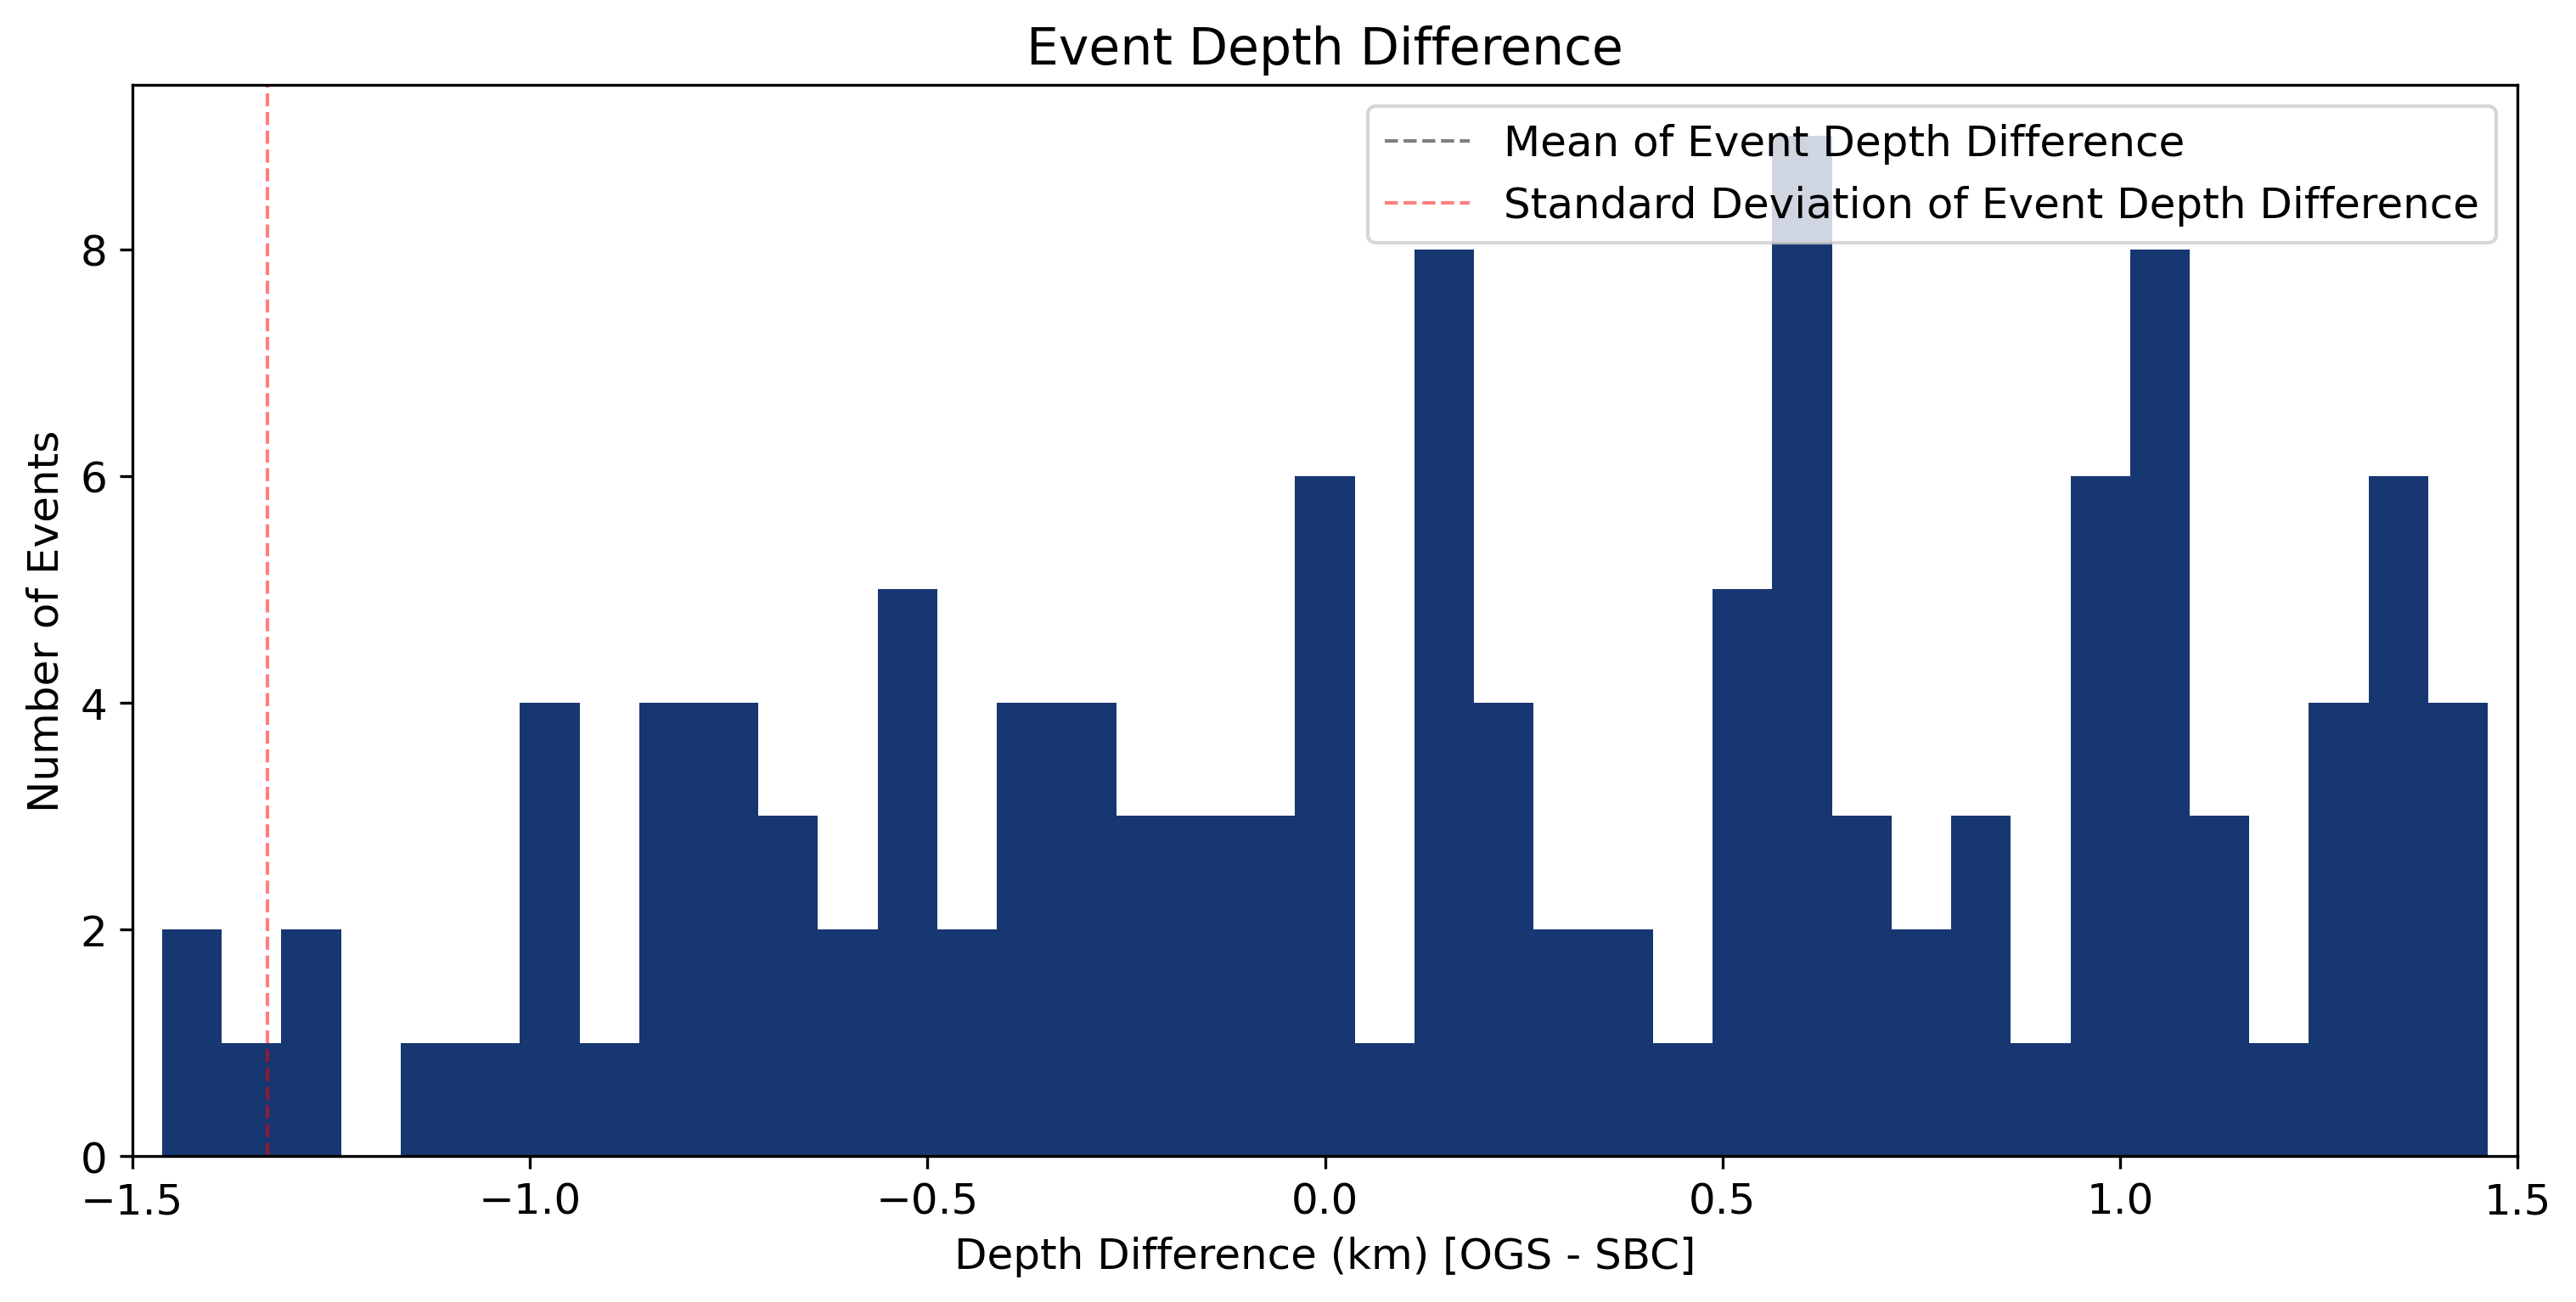 Event Depth Difference
Mean of Event Depth Difference
Standard Deviation of Event Depth Difference
Number of Events
8
6
4
2
0
−1.5 −1.0 −0.5 0.0 0.5 1.0 1.5
Depth Difference (km) [OGS - SBC]